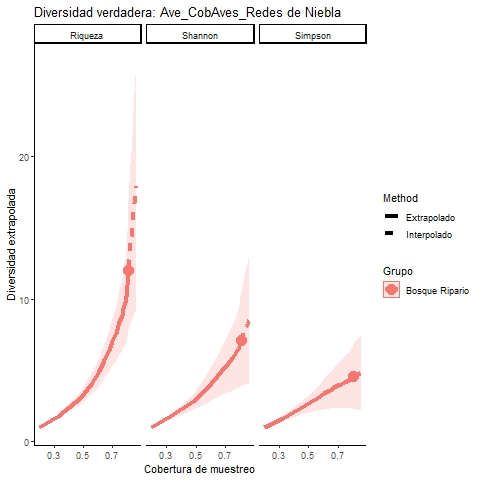 Diversidad verdadera: Ave_CobAves_Redes de Niebla
Riqueza
Shannon
Simpson
Diversidad extrapolada
20
10
0
0.3
0.5
0.7
0.3
0.5
0.7
0.3
0.5
0.7
Cobertura de muestreo
Method
Extrapolado
Interpolado
Grupo
Bosque Ripario